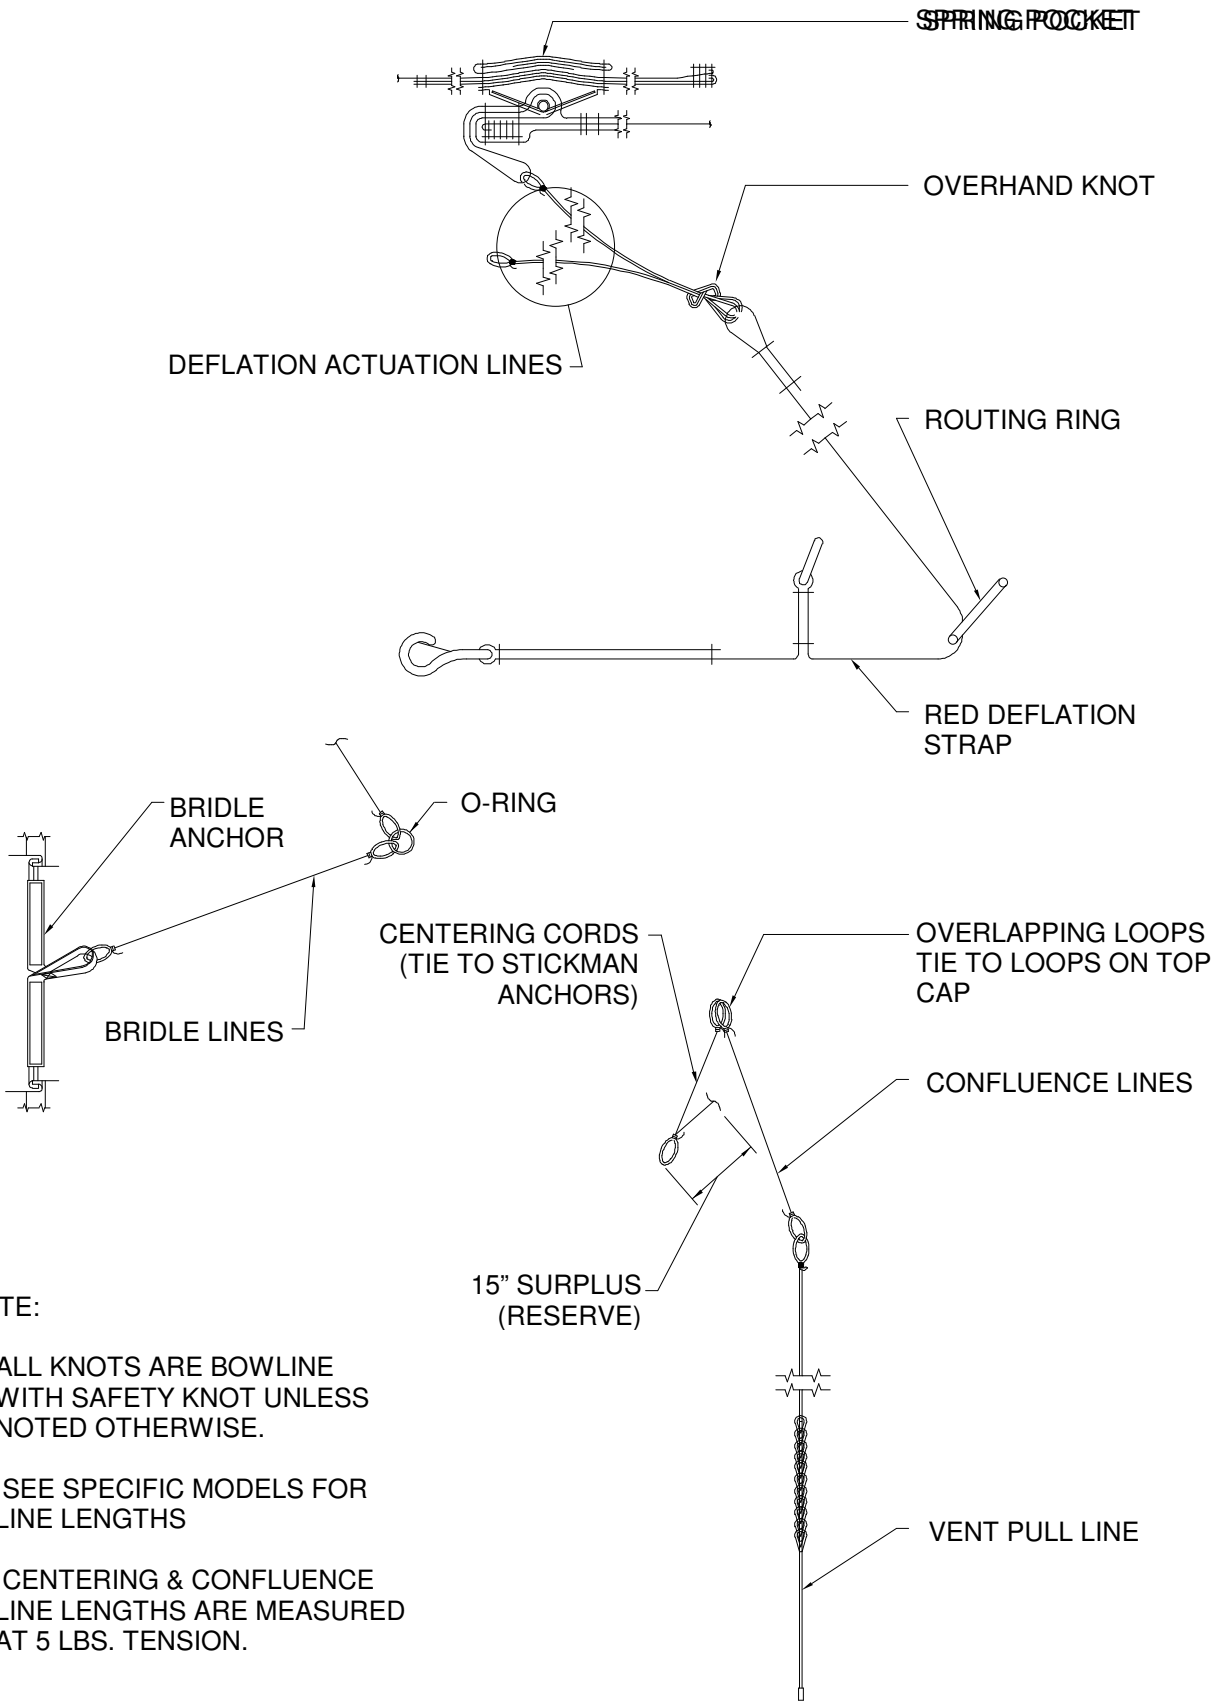 SPRING POCKET
OVERHAND KNOT
DEFLATION ACTUATION LINES
ROUTING RING
RED DEFLATION
STRAP
BRIDLE
ANCHOR
O-RING
CENTERING CORDS
(TIE TO STICKMAN
ANCHORS)
OVERLAPPING LOOPS
TIE TO LOOPS ON TOP
CAP
BRIDLE LINES
CONFLUENCE LINES
15” SURPLUS
(RESERVE)
TE:
ALL KNOTS ARE BOWLINE
WITH SAFETY KNOT UNLESS
NOTED OTHERWISE.
SEE SPECIFIC MODELS FOR
LINE LENGTHS
VENT PULL LINE
CENTERING & CONFLUENCE
LINE LENGTHS ARE MEASURED
AT 5 LBS. TENSION.